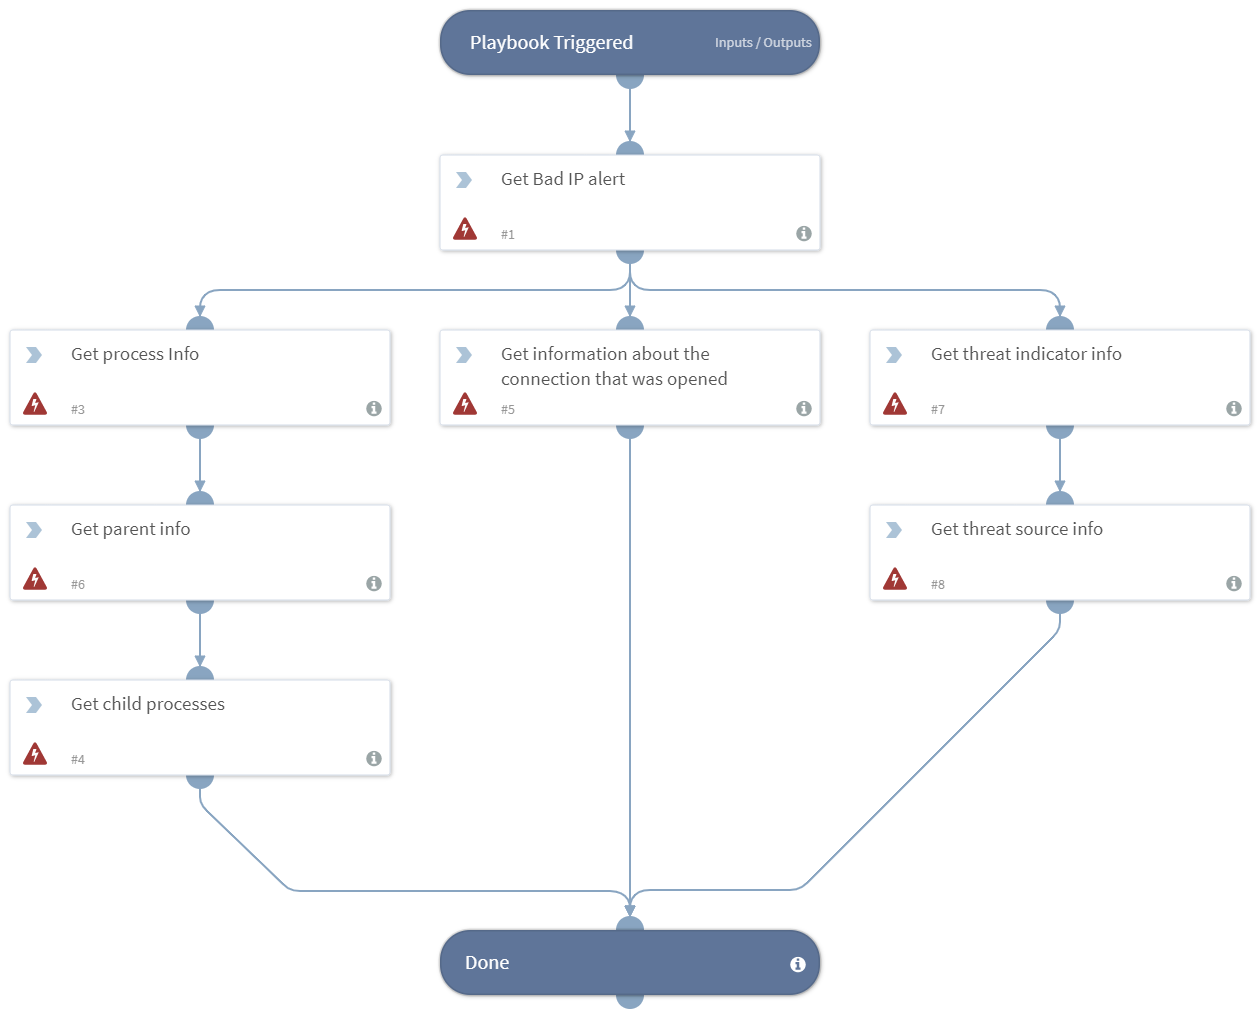 Playbook Triggered
Inputs / Outputs
Get Bad IP alert
#1
Get process Info
#3
Get information about the
connection that was opened
#5
Get threat indicator info
#7
Get parent info
#6
Get threat source info
#8
Get child processes
#4
Done